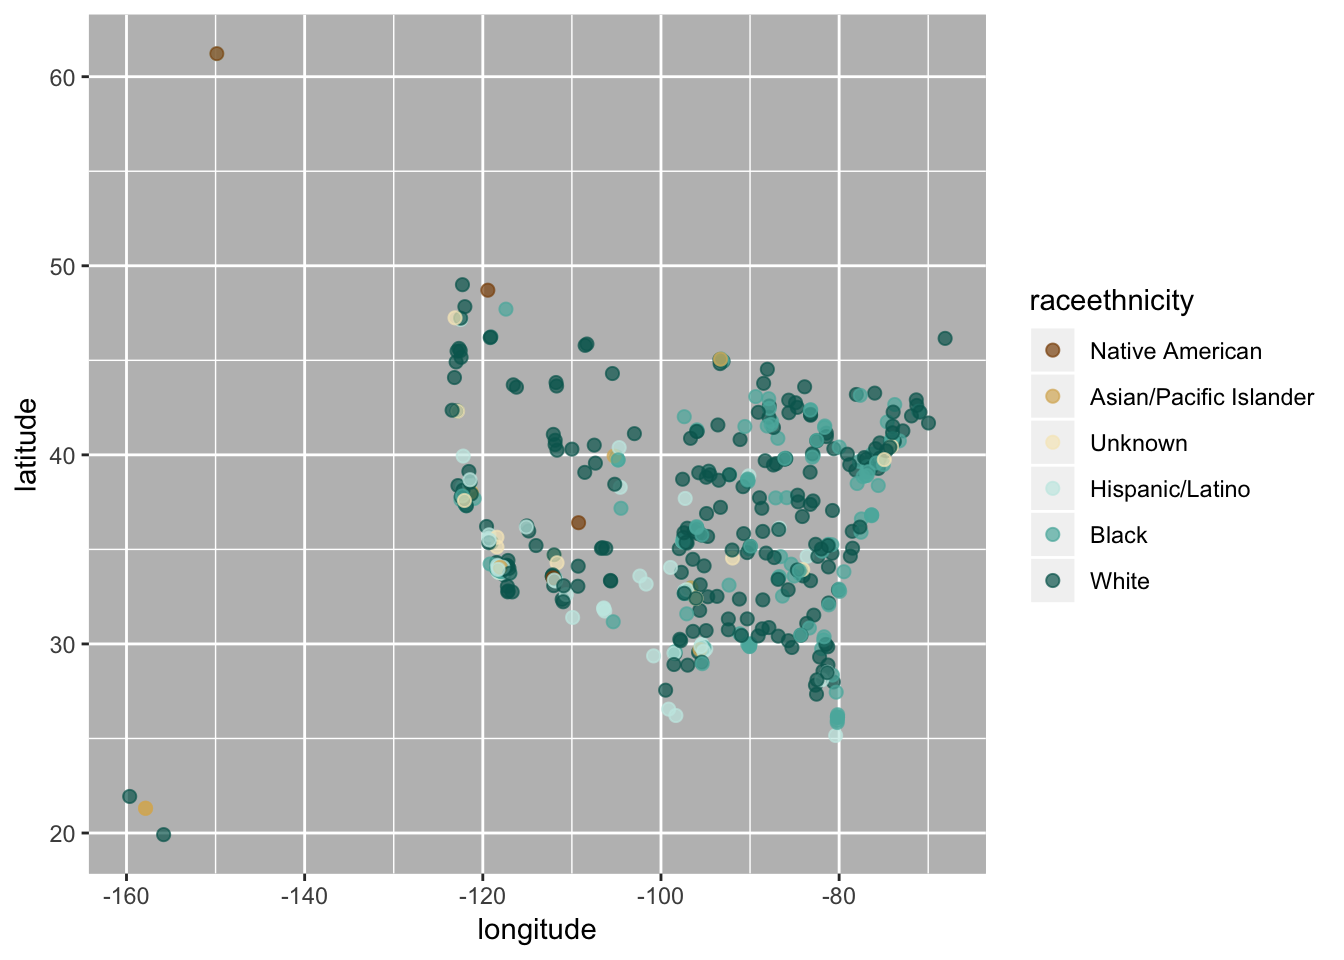 60
50
40
30
20
latitude
-160
-140
-120
-100
-80
longitude
raceethnicity
Native American
Asian/Pacific Islander
Unknown
Hispanic/Latino
Black
White